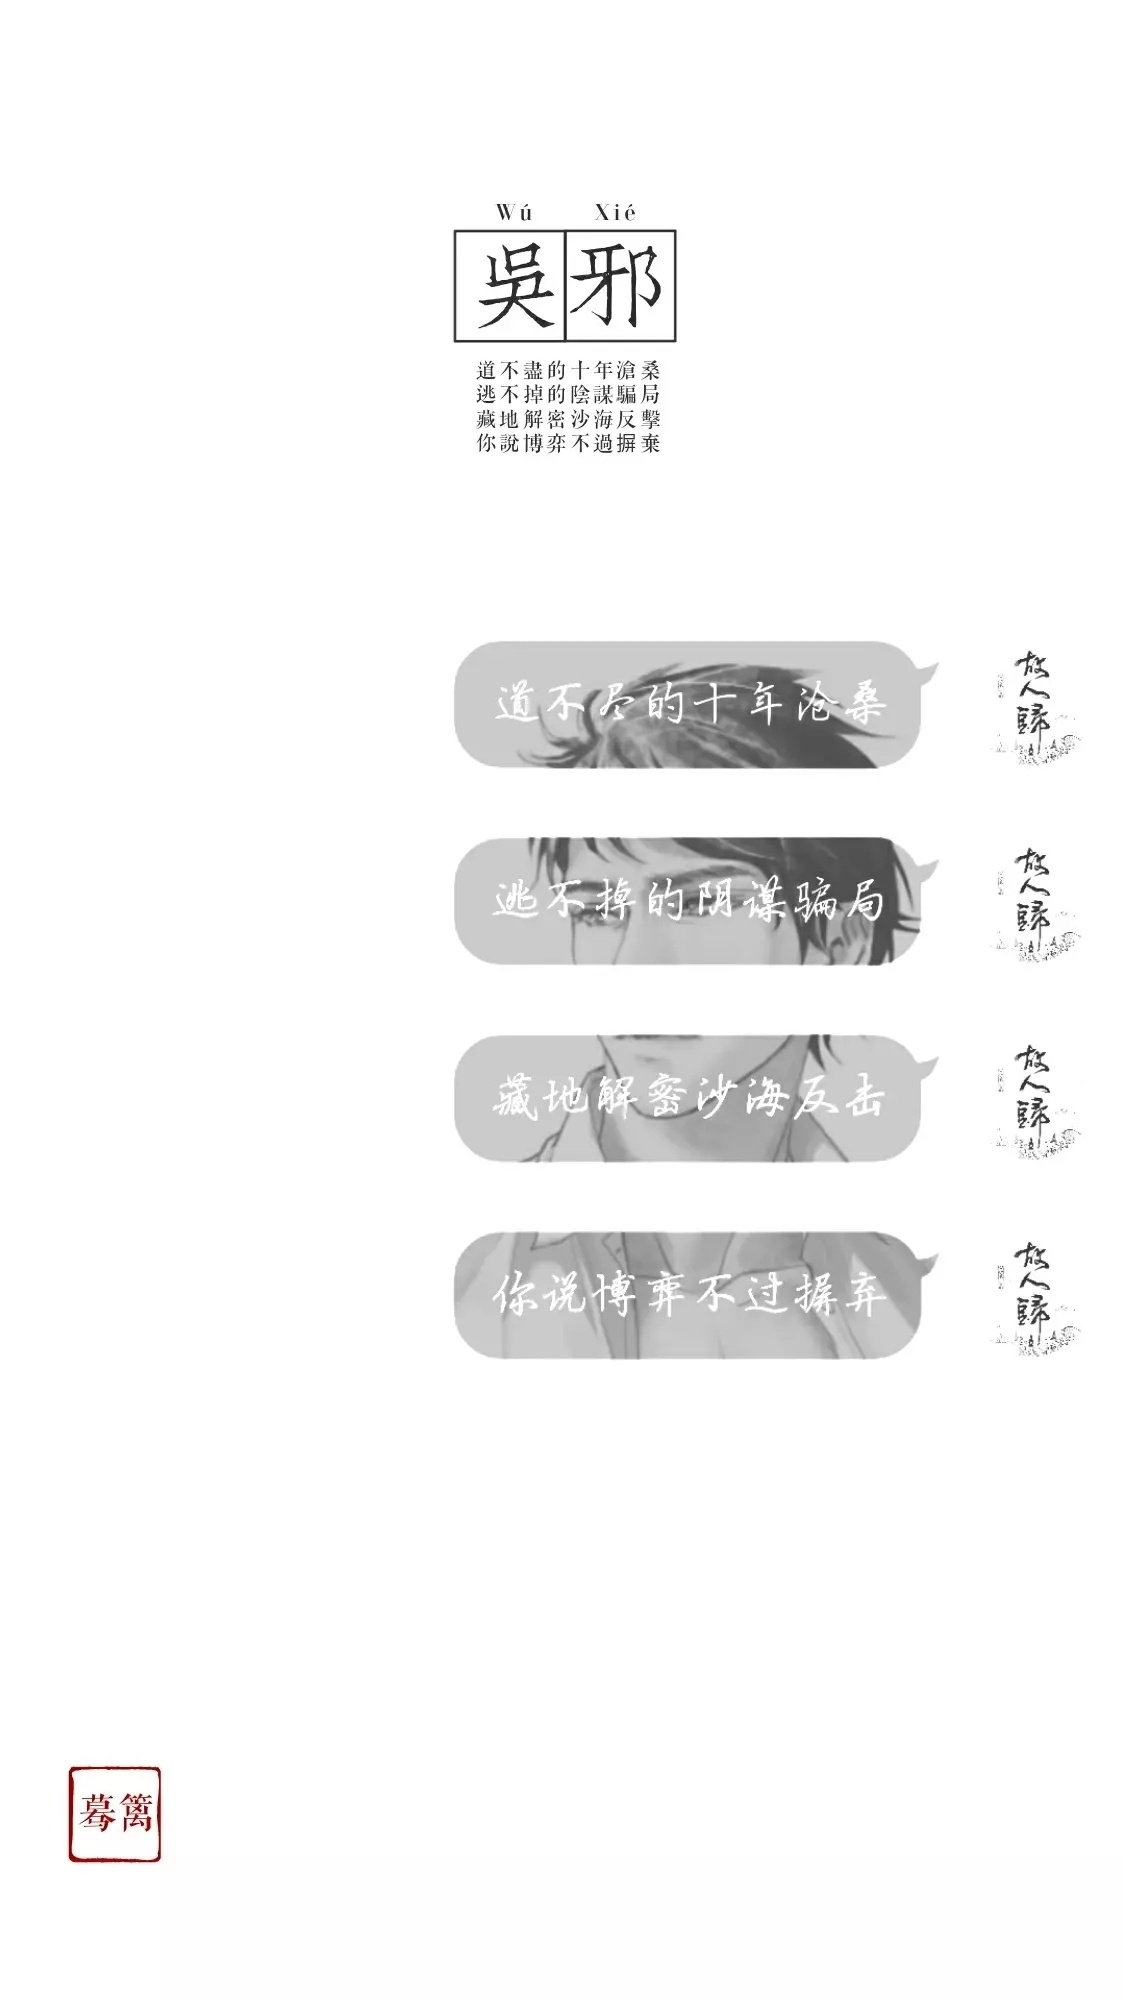 Wú Xié
吳邪
道不盡的十年滄桑
逃不掉的陰謀騙局
藏地解密沙海反擊
你說博弈不過摒棄
道不尽的十年沧桑
故人歸
逃不掉的阴谋骗局
故人歸
藏地解密沙海反击
故人歸
你说博弈不过摒弃
故人歸